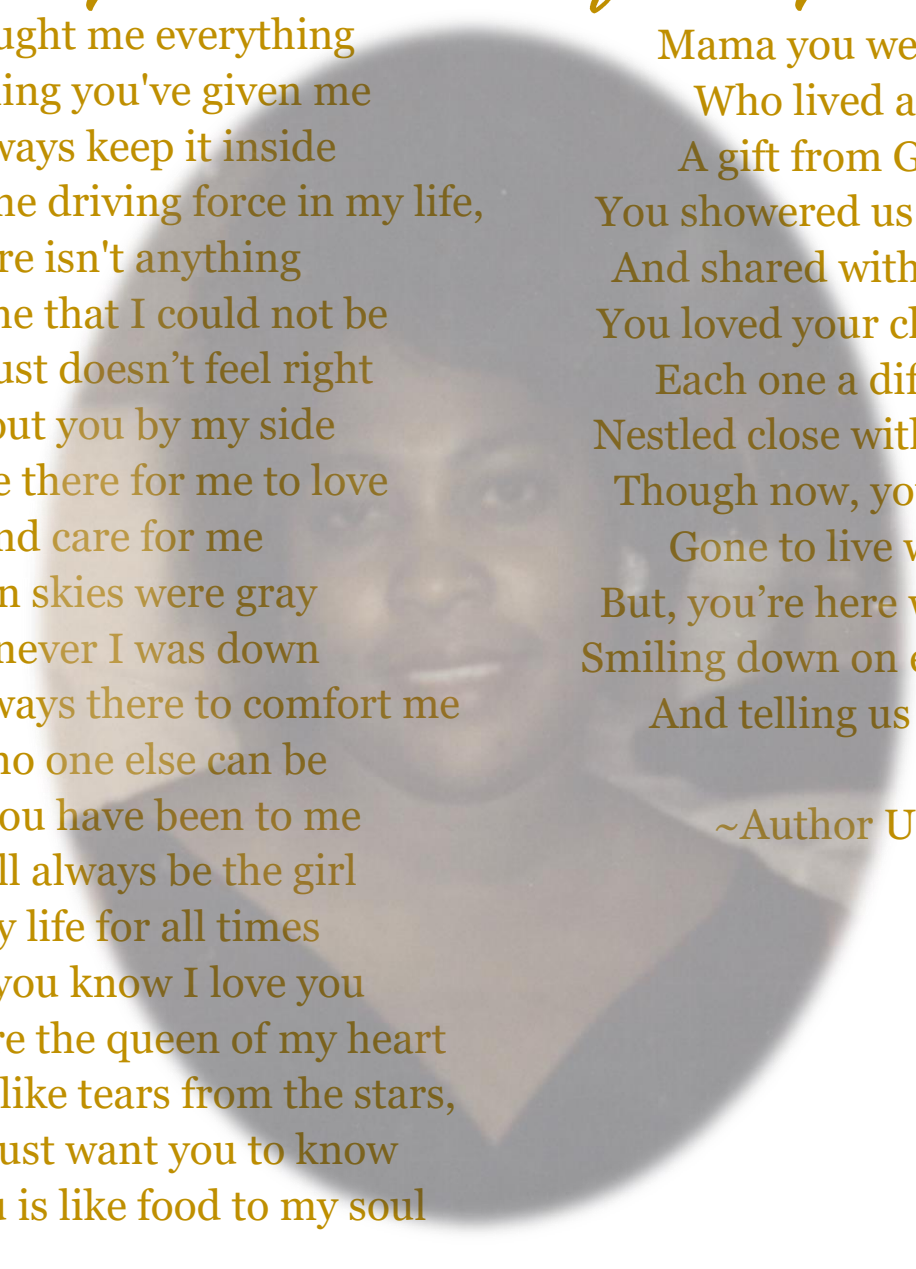 ught me everything
ing you've given me
ways keep it inside
he driving force in my life,
re isn't anything
ne that I could not be
ust doesn’t feel right
out you by my side
e there for me to love
nd care for me
n skies were gray
never I was down
ways there to comfort me
no one else can be
ou have been to me
ll always be the girl
y life for all times
you know I love you
re the queen of my heart
like tears from the stars,
ust want you to know
u is like food to my soul
Mama you we
Who lived a
A gift from G
You showered us
And shared with
You loved your cl
Each one a dif
Nestled close with
Though now, yo
Gone to live w
But, you’re here w
Smiling down on e
And telling us
~Author U